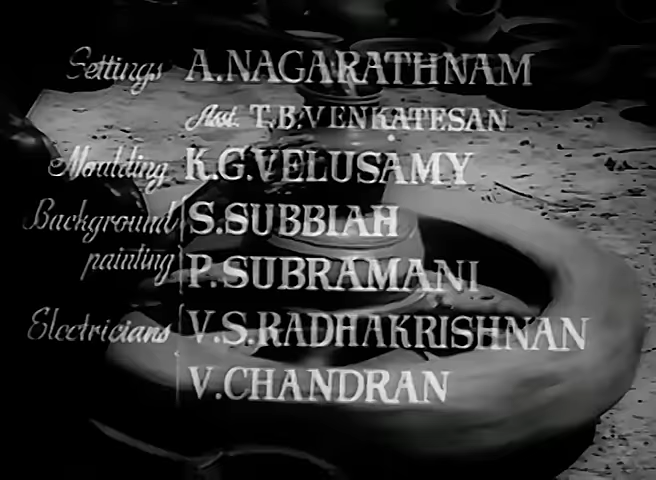 Settings A.NAGARATHNAM
Asst. T.B.VENKATESAN
Moulding K.G.VELUSAMY
Background S.SUBBIAH
painting P.SUBRAMANI
Electricians V.S.RADHAKRISHNAN
V.CHANDRAN